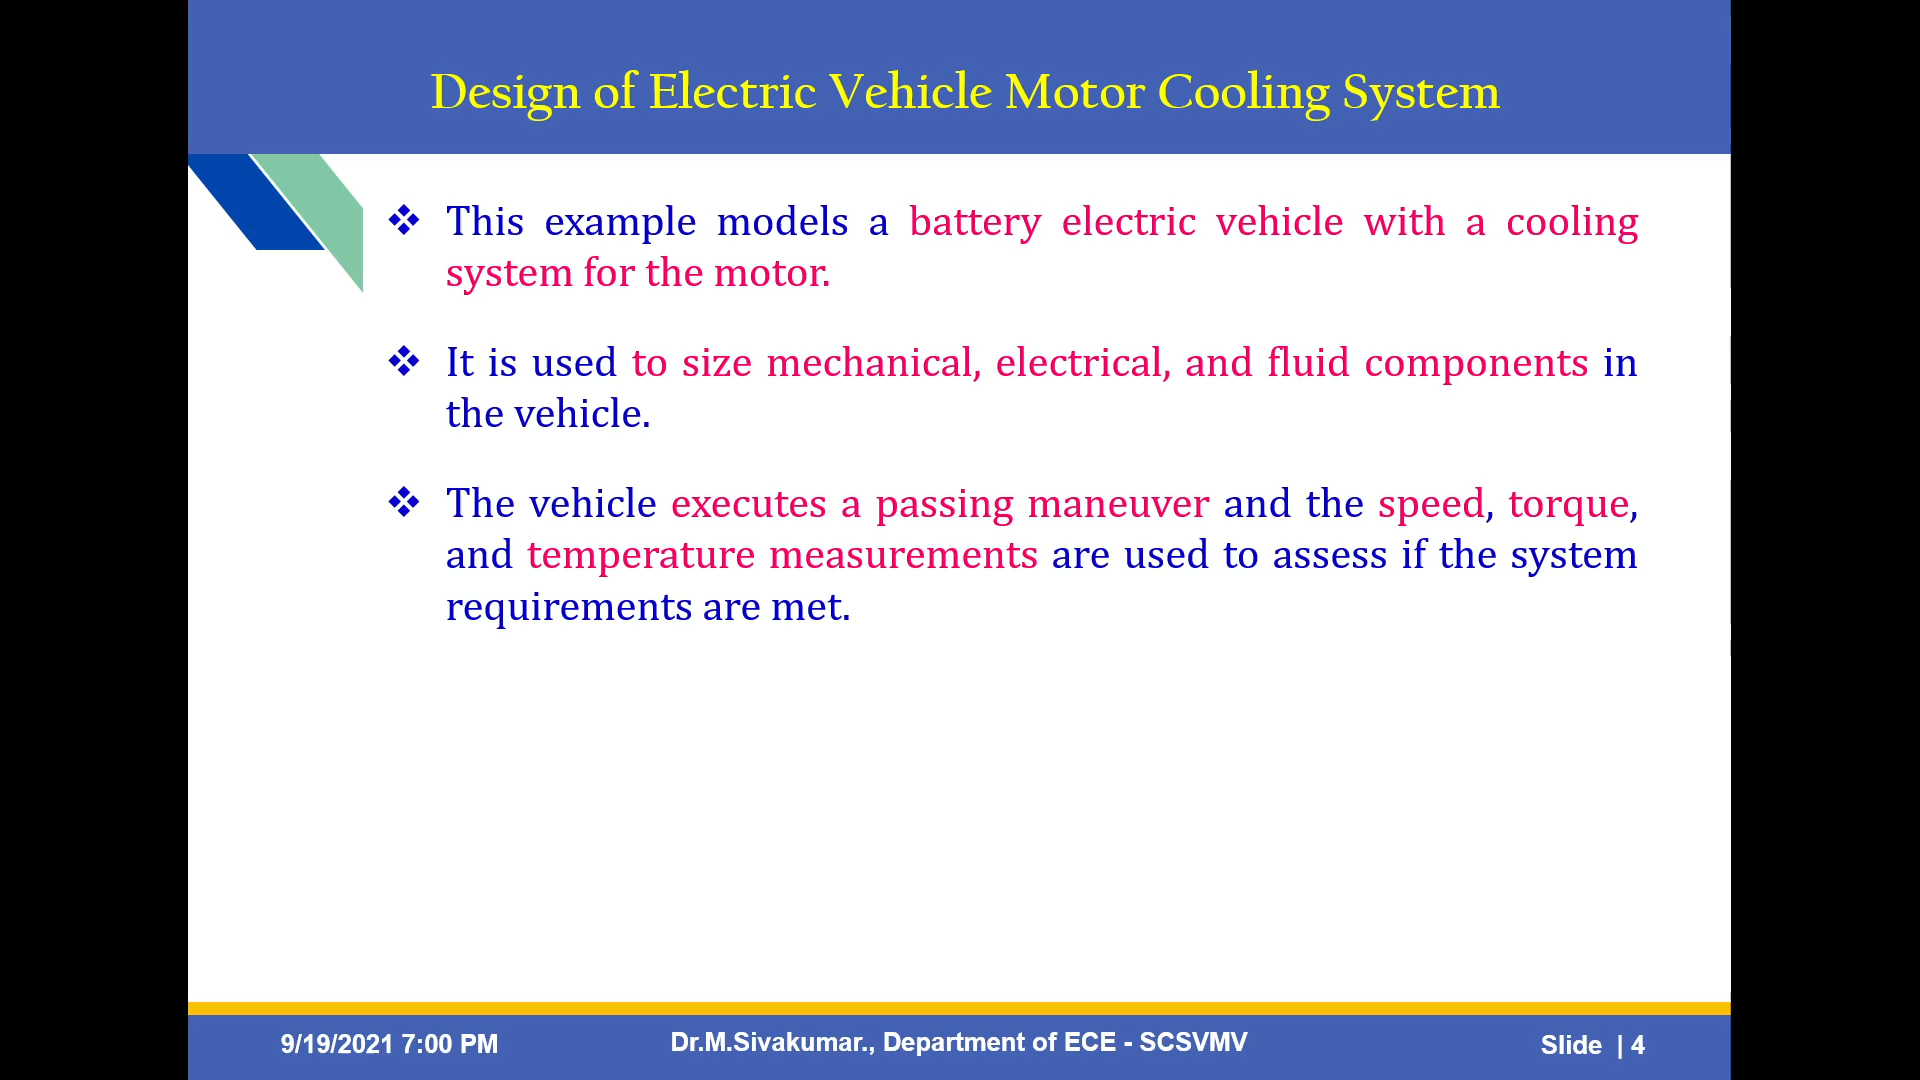 Design of Electric Vehicle Motor Cooling System
❖ This example models a battery electric vehicle with a cooling
system for the motor.
❖ It is used to size mechanical, electrical, and fluid components in
the vehicle.
❖ The vehicle executes a passing maneuver and the speed, torque,
and temperature measurements are used to assess if the system
requirements are met.
9/19/2021 7:00 PM
Dr.M.Sivakumar., Department of ECE - SCSVMV
Slide | 4